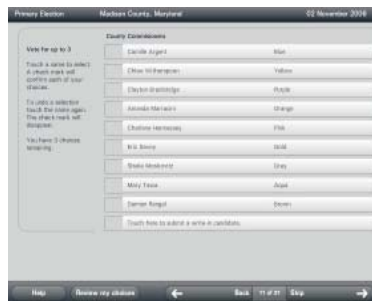 Primary Election Madison County, Maryland 02 November 2006
County Commissioners
Vote for up to 3
Touch a name to select.
A check mark will
confirm each of your
choices.
To undo a selection
touch the name again.
The check mark will
disappear.
You have 3 choices
remaining.
Camille Argent Blue
Chloe Witherspoon Yellow
Clayton Bainbridge Purple
Amanda Marracini Orange
Charlene Hennessey Pink
Eric Savoy Gold
Sheila Moskowitz Gray
Mary Tawa Aqua
Damian Rangel Brown
Touch here to submit a write-in candidate.
Help Review my choices Back 11 of 21 Skip